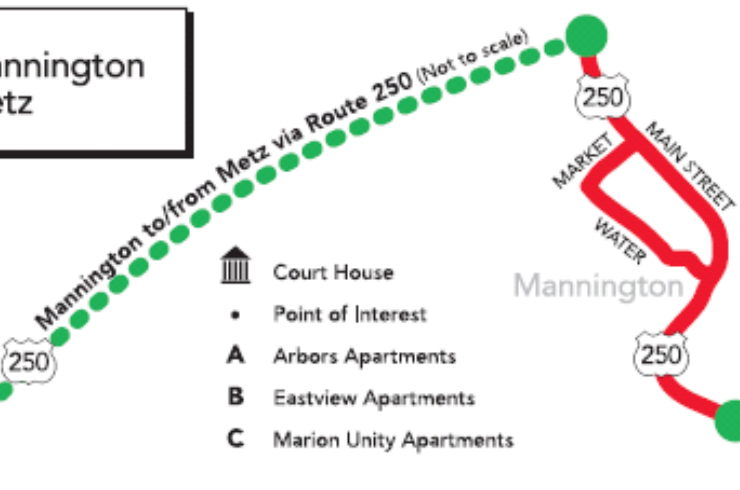 annington
etz
Mannington to/from Metz via Route 250 (Not to scale)
250
MARKET
MAIN STREET
WATER
Mannington
250
250
Court House
• Point of Interest
A Arbors Apartments
B Eastview Apartments
C Marion Unity Apartments